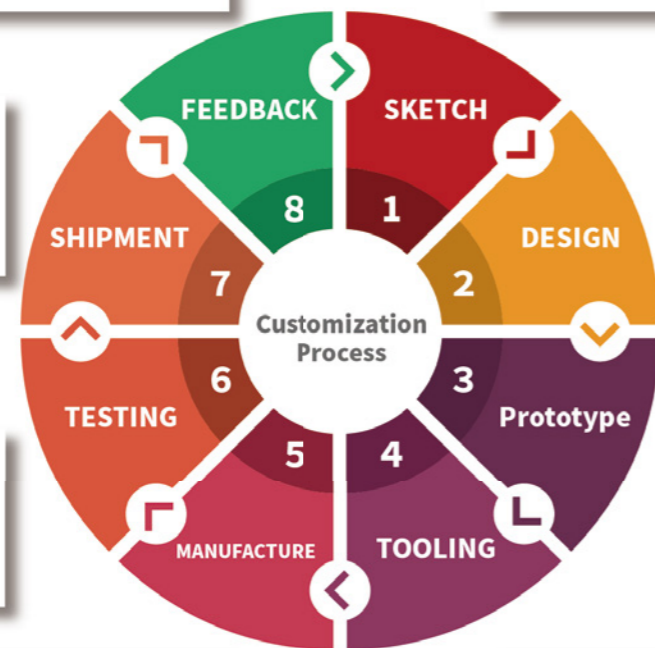 FEEDBACK
SKETCH
8
1
SHIPMENT
DESIGN
7
2
Customization
Process
6
3
TESTING
Prototype
5
4
MANUFACTURE
TOOLING